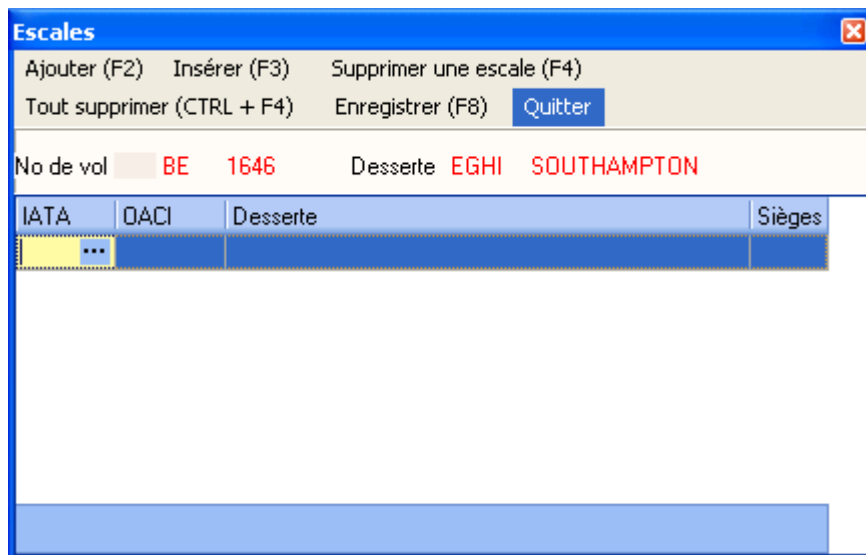 Escales
Ajouter (F2) Insérer (F3) Supprimer une escale (F4)
Tout supprimer (CTRL + F4) Enregistrer (F8) Quitter
No de vol BE 1646 Desserte EGHI SOUTHAMPTON
IATA OACI Desserte Sièges
...